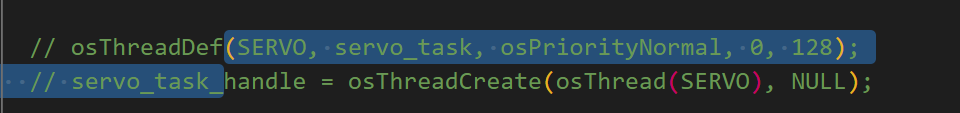 // osThreadDef(SERVO, servo_task, osPriorityNormal, 0, 128);
// servo_task_handle = osThreadCreate(osThread(SERVO), NULL);